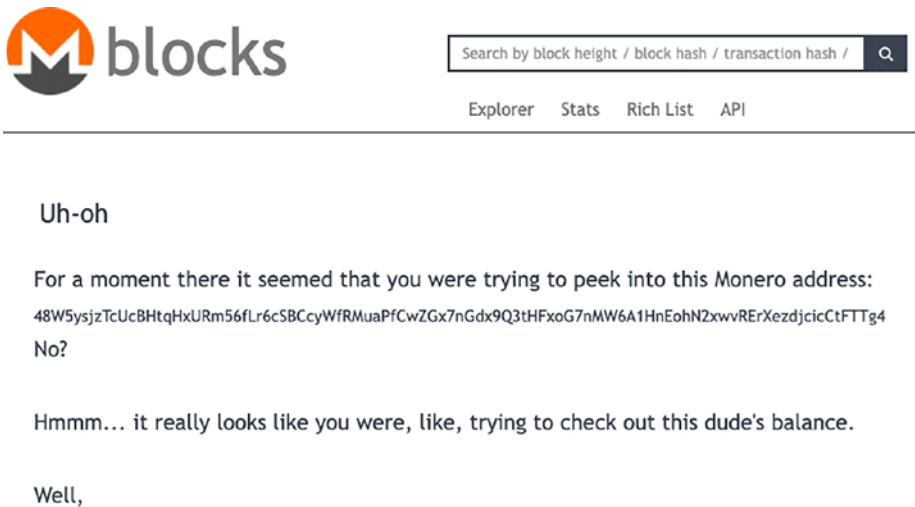 blocks
Search by block height / block hash / transaction hash /
Explorer Stats Rich List API
Uh-oh
For a moment there it seemed that you were trying to peek into this Monero address:
48W5ysjzTcUcBHtqHxURm56fLr6cSBCcyWfRMuaPfCwZGx7nGdx9Q3tHFxoG7nMW6A1HnEohN2xwvRErXezdjcicCtFTTg4
No?
Hmmm... it really looks like you were, like, trying to check out this dude's balance.
Well,